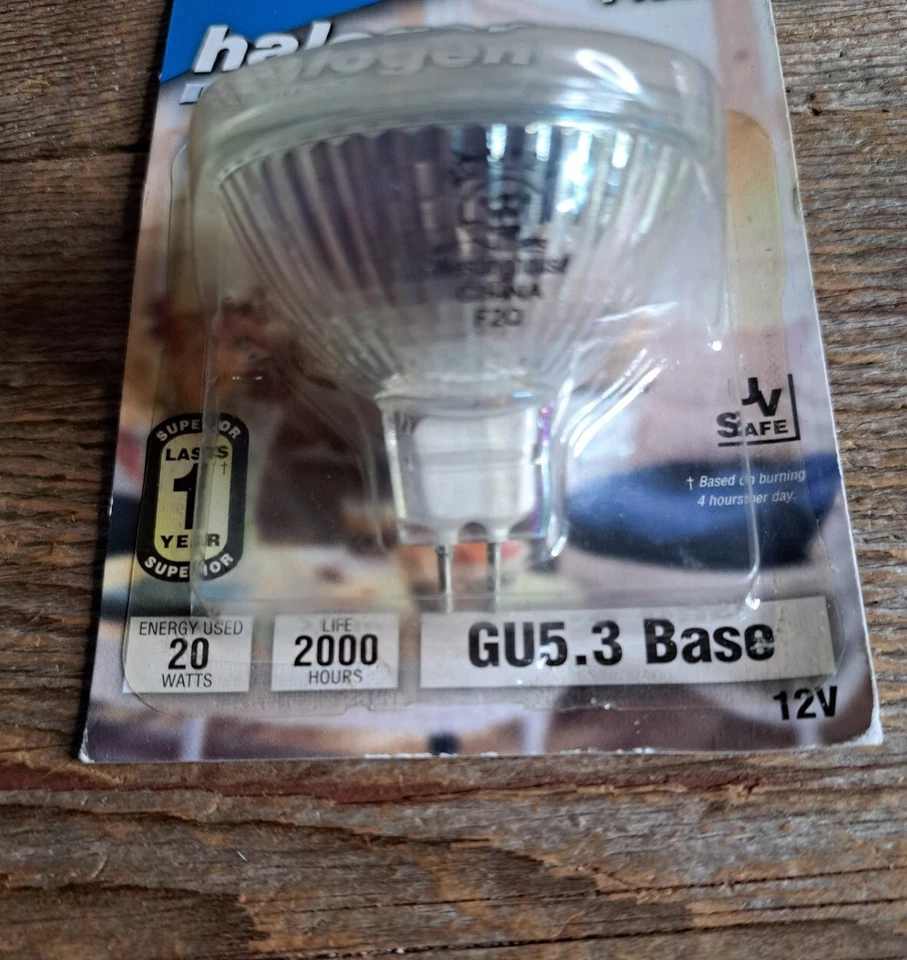 halogen
CHINA
F20
UV
SAFE
† Based on burning
4 hours per day.
SUPERIOR
LASTS
1†
YEAR
SUPERIOR
ENERGY USED
20
WATTS
LIFE
2000
HOURS
GU5.3 Base
12V